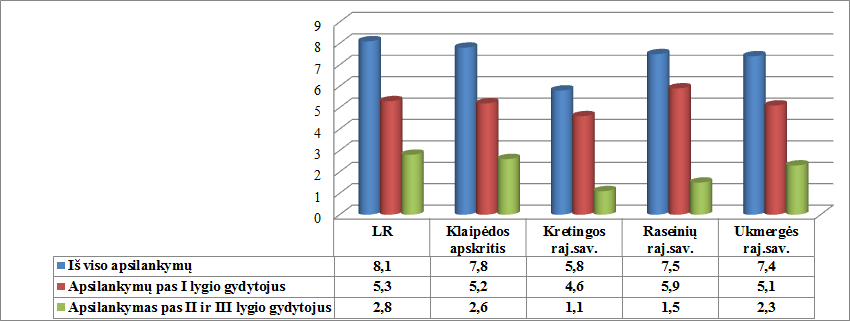 9
8
7
6
5
4
3
2
1
0
LR
Klaipėdos
apskritis
Kretingos
raj.sav.
Raseinių
raj.sav.
Ukmergės
raj.sav.
Iš viso apsilankymų 8,1 7,8 5,8 7,5 7,4
Apsilankymų pas I lygio gydytojus 5,3 5,2 4,6 5,9 5,1
Apsilankymas pas II ir III lygio gydytojus 2,8 2,6 1,1 1,5 2,3